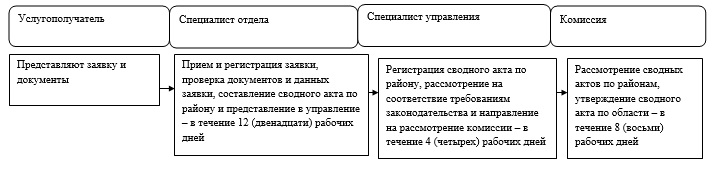 Услугополучатель
Специалист отдела
Специалист управления
Комиссия
Представляют заявку и
документы
Прием и регистрация заявки,
проверка документов и данных
заявки, составление сводного акта по
району и представление в управление
– в течение 12 (двенадцати) рабочих
дней
Регистрация сводного акта по
району, рассмотрение на
соответствие требованиям
законодательства и направление
на рассмотрение комиссии – в
течение 4 (четырех) рабочих дней
Рассмотрение сводных
актов по районам,
утверждение сводного
акта по области – в
течение 8 (восьми)
рабочих дней